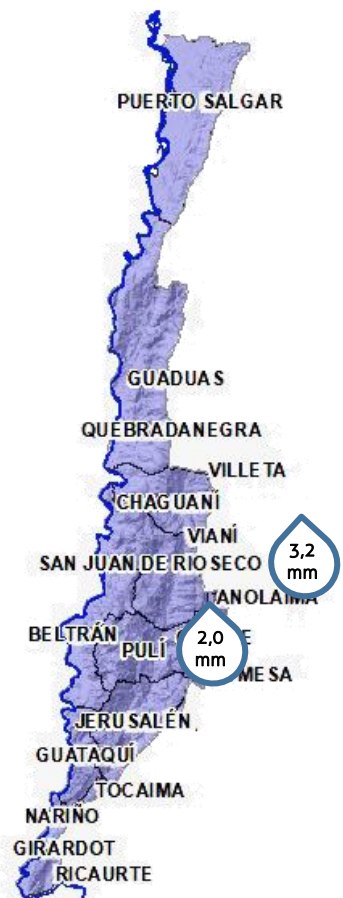 PUERTO SALGAR
GUADUAS
QUEBRADANEGRA
VILLETA
CHAGUANÍ
VIANÍ
3,2
mm
SAN JUAN DE RIOSECO
BELTRÁN
2,0
mm
PULÍ
MESA
JERUSALÉN
GUATAQUÍ
TOCAIMA
NARIÑO
GIRARDOT
RICAURTE